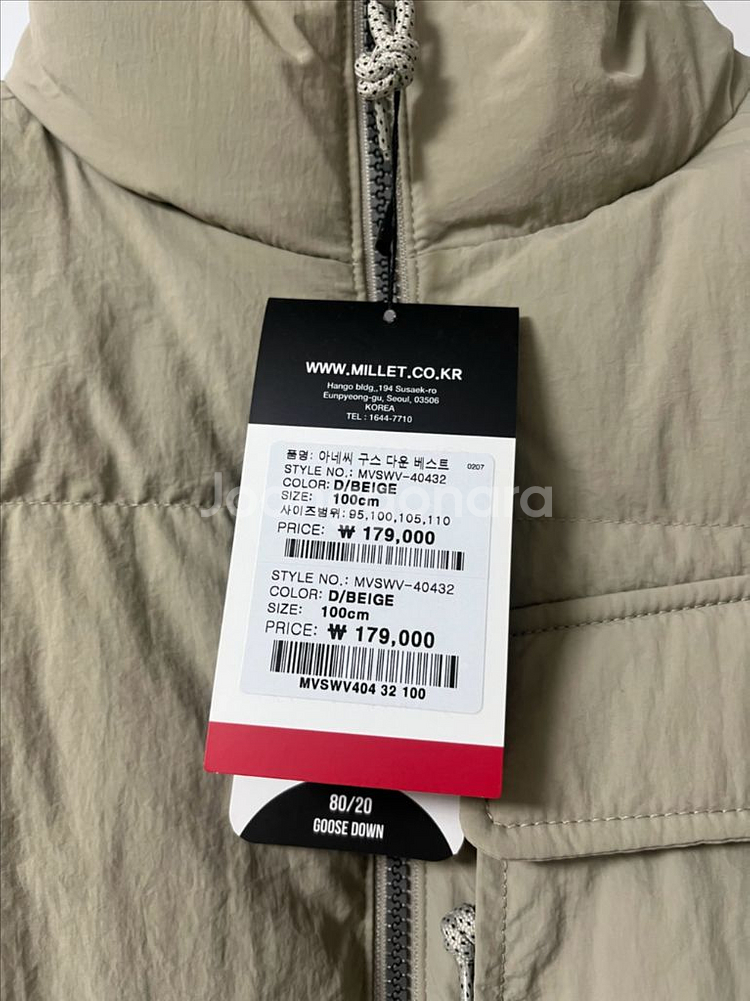 WWW.MILLET.CO.KR
Hango bldg,.194 Susaek-ro
Eunpyeong-gu, Seoul, 03506
KOREA
TEL : 1644-7710
품명: 아네씨 구스 다운 베스트 0207
STYLE NO.: MVSWV-40432
COLOR: D/BEIGE
SIZE: 100cm
사이즈범위: 95,100,105,110
PRICE: ₩ 179,000
STYLE NO.: MVSWV-40432
COLOR: D/BEIGE
SIZE: 100cm
PRICE: ₩ 179,000
MVSWV404 32 100
80/20
GOOSE DOWN
Joonggonara